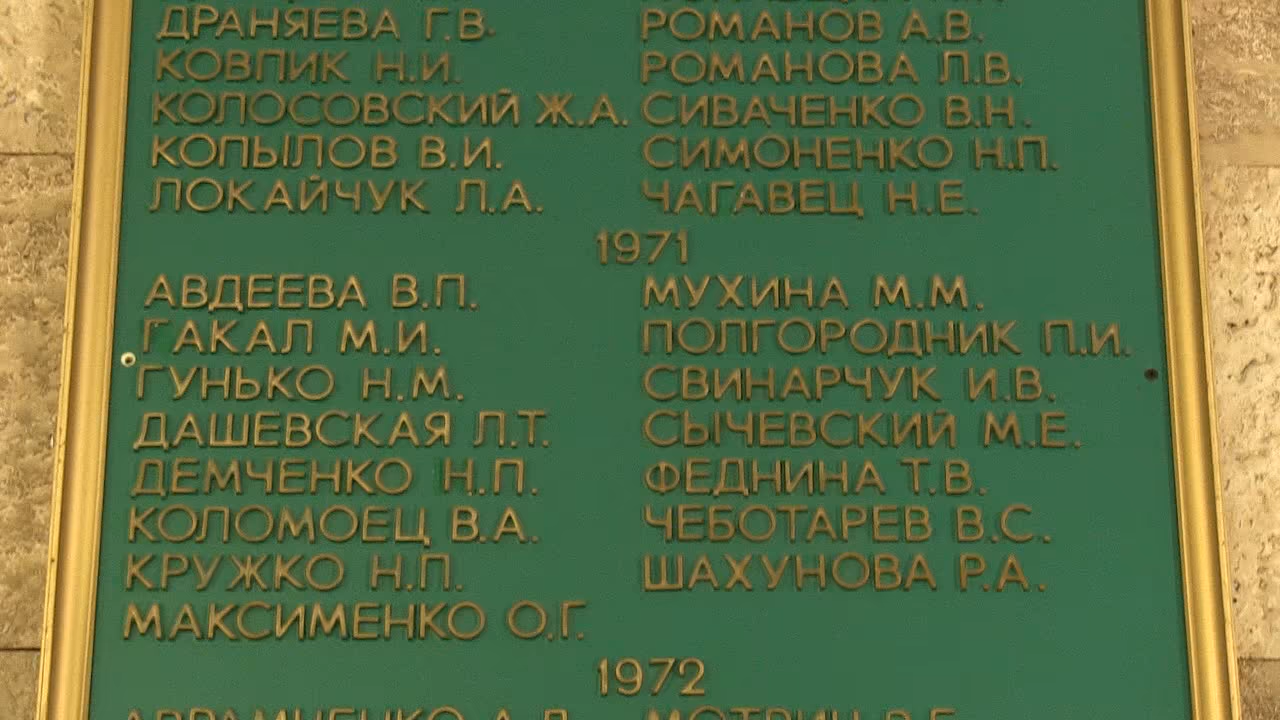 ДРАНЯЕВА Г.В.
КОВПИК Н.И.
КОЛОСОВСКИЙ Ж.А.
КОПЫЛОВ В.И.
ЛОКАЙЧУК Л.А.
РОМАНОВ А.В.
РОМАНОВА Л.В.
СИВАЧЕНКО В.Н.
СИМОНЕНКО Н.П.
ЧАГАВЕЦ Н.Е.
1971
АВДЕЕВА В.П.
ГАКАЛ М.И.
ГУНЬКО Н.М.
ДАШЕВСКАЯ Л.Т.
ДЕМЧЕНКО Н.П.
КОЛОМОЕЦ В.А.
КРУЖКО Н.П.
МАКСИМЕНКО О.Г.
МУХИНА М.М.
ПОЛГОРОДНИК П.И.
СВИНАРЧУК И.В.
СЫЧЕВСКИЙ М.Е.
ФЕДНИНА Т.В.
ЧЕБОТАРЕВ В.С.
ШАХУНОВА Р.А.
1972